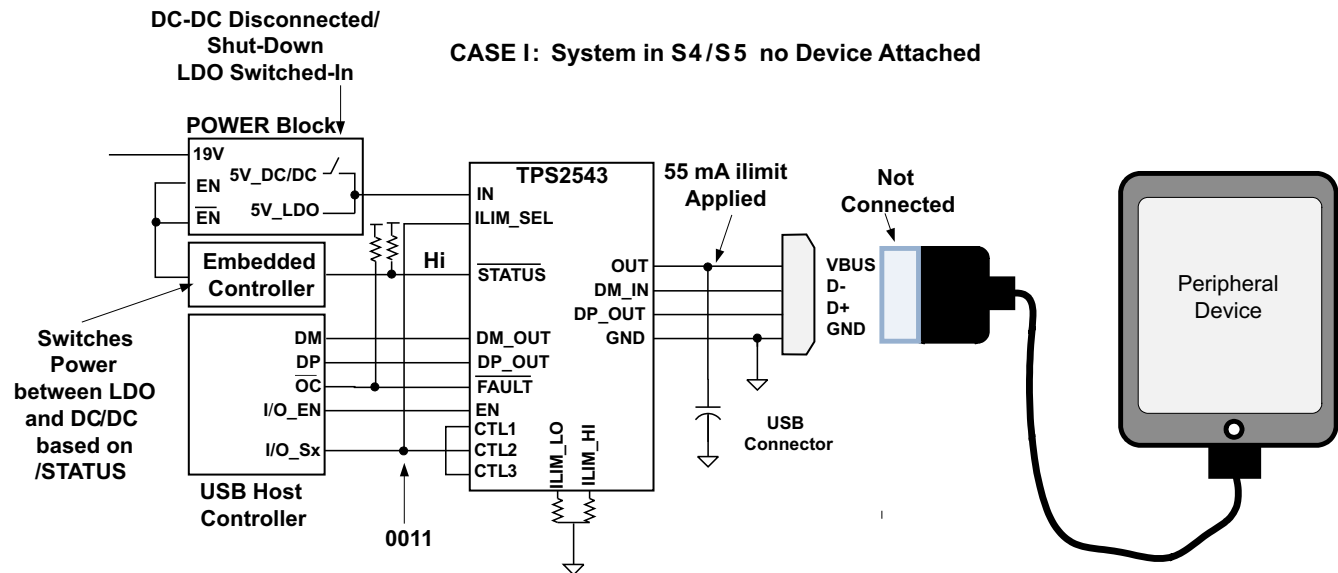 DC-DC Disconnected/
Shut-Down
LDO Switched-In
CASE I: System in S4/S5 no Device Attached
POWER Block
19V
EN
EN
5V_DC/DC
5V_LDO
Embedded
Controller
Hi
Switches
Power
between LDO
and DC/DC
based on
/STATUS
DM
DP
OC
I/O_EN
I/O_Sx
USB Host
Controller
0011
TPS2543
IN
ILIM_SEL
STATUS
DM_OUT
DP_OUT
FAULT
EN
CTL1
CTL2
CTL3
ILIM_LO
ILIM_HI
OUT
DM_IN
DP_OUT
GND
55 mA ilimit
Applied
Not
Connected
VBUS
D-
D+
GND
USB
Connector
Peripheral
Device